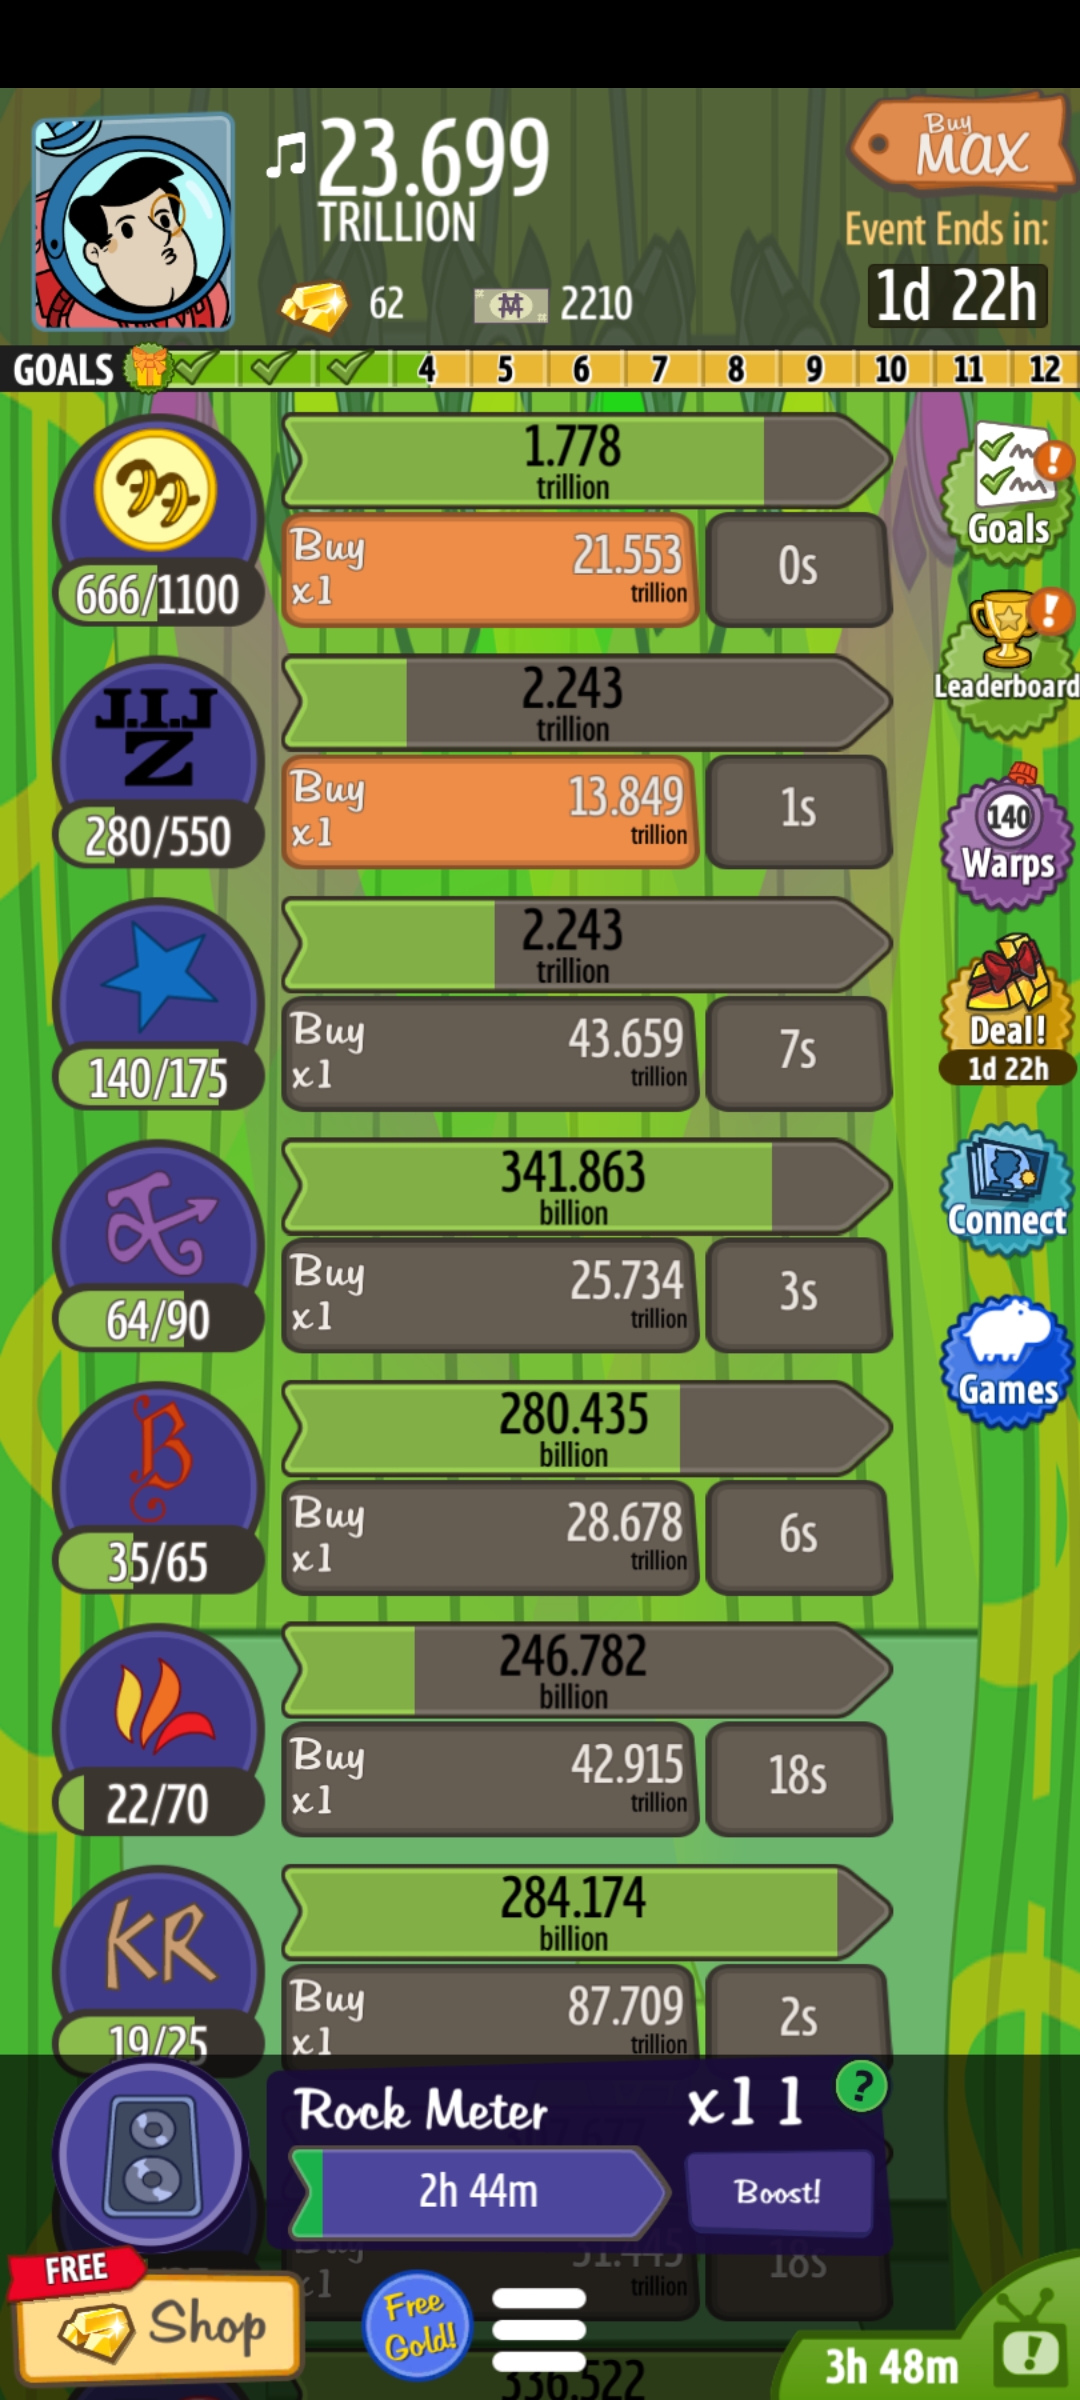 23.699
TRILLION
62
2210
Buy
MAX
Event Ends in:
1d 22h
GOALS
4 5 6 7 8 9 10 11 12
1.778
trillion
666/1100
Buy
x1
21.553
trillion
0s
Goals
J.I.J
Z
2.243
trillion
280/550
Buy
x1
13.849
trillion
1s
Leaderboard
140
Warps
2.243
trillion
140/175
Buy
x1
43.659
trillion
7s
Deal!
1d 22h
341.863
billion
64/90
Buy
x1
25.734
trillion
3s
Connect
B
280.435
billion
35/65
Buy
x1
28.678
trillion
6s
Games
246.782
billion
22/70
Buy
x1
42.915
trillion
18s
KR
284.174
billion
19/25
Buy
x1
87.709
trillion
2s
Rock Meter
x11
?
2h 44m
Boost!
Buy
x1
51.445
trillion
18s
FREE
Shop
Free
Gold!
336.522
3h 48m